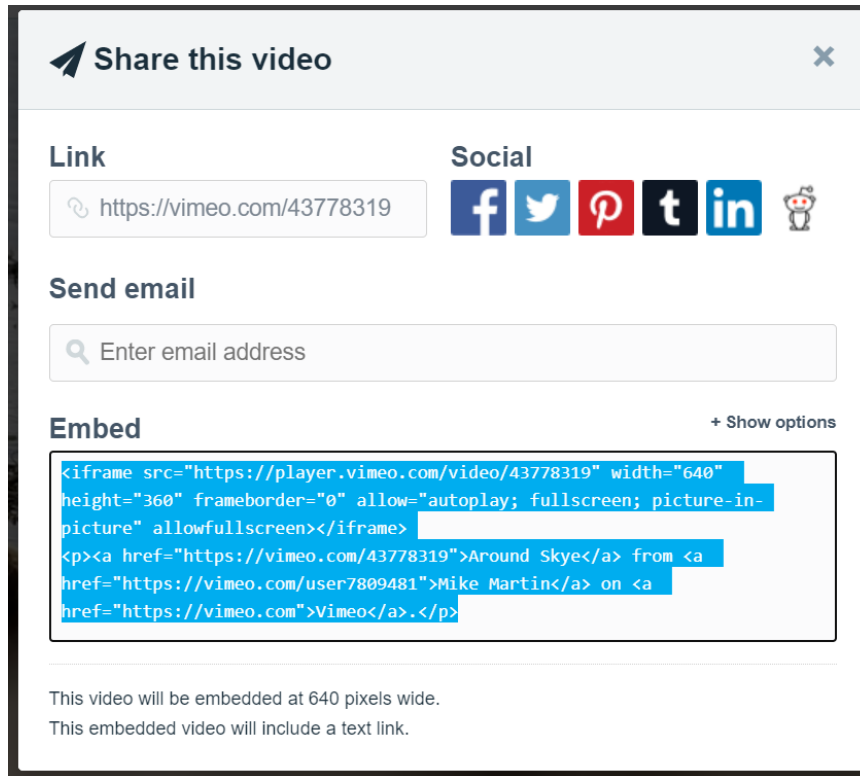 Share this video
×
Link
Social
https://vimeo.com/43778319
f
t
in
Send email
Enter email address
Embed
+ Show options
<iframe src="https://player.vimeo.com/video/43778319" width="640"
height="360" frameborder="0" allow="autoplay; fullscreen; picture-in-
picture" allowfullscreen></iframe>
<p><a href="https://vimeo.com/43778319">Around Skye</a> from <a
href="https://vimeo.com/user7809481">Mike Martin</a> on <a
href="https://vimeo.com">Vimeo</a>.</p>
This video will be embedded at 640 pixels wide.
This embedded video will include a text link.